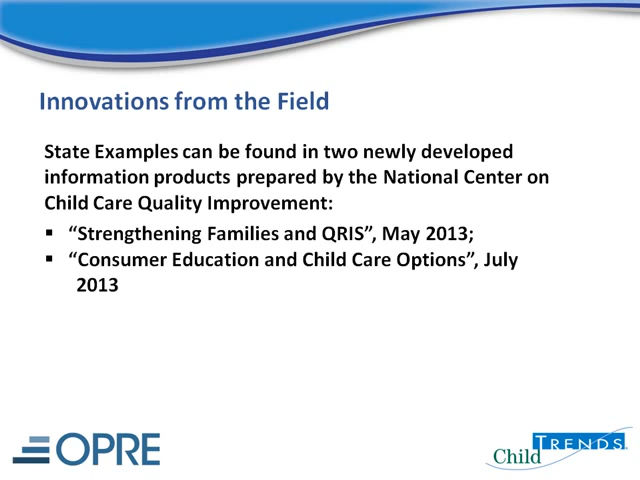 Innovations from the Field
State Examples can be found in two newly developed
information products prepared by the National Center on
Child Care Quality Improvement:
▪ “Strengthening Families and QRIS”, May 2013;
▪ “Consumer Education and Child Care Options”, July
2013
OPRE
Child TRENDS®